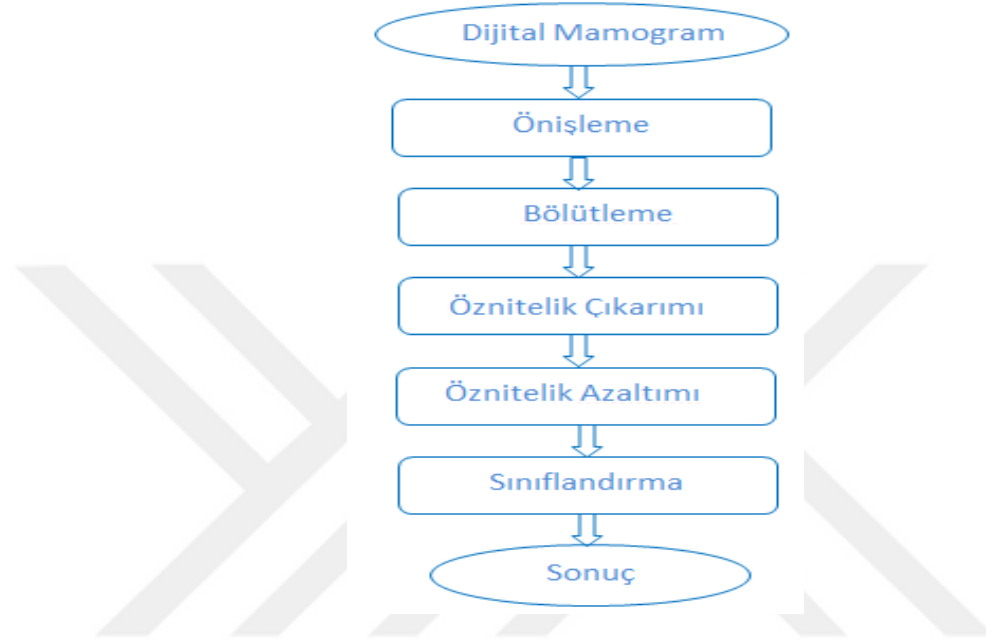 Dijital Mamogram
Önişleme
Bölütleme
Öznitelik Çıkarımı
Öznitelik Azaltımı
Sınıflandırma
Sonuç